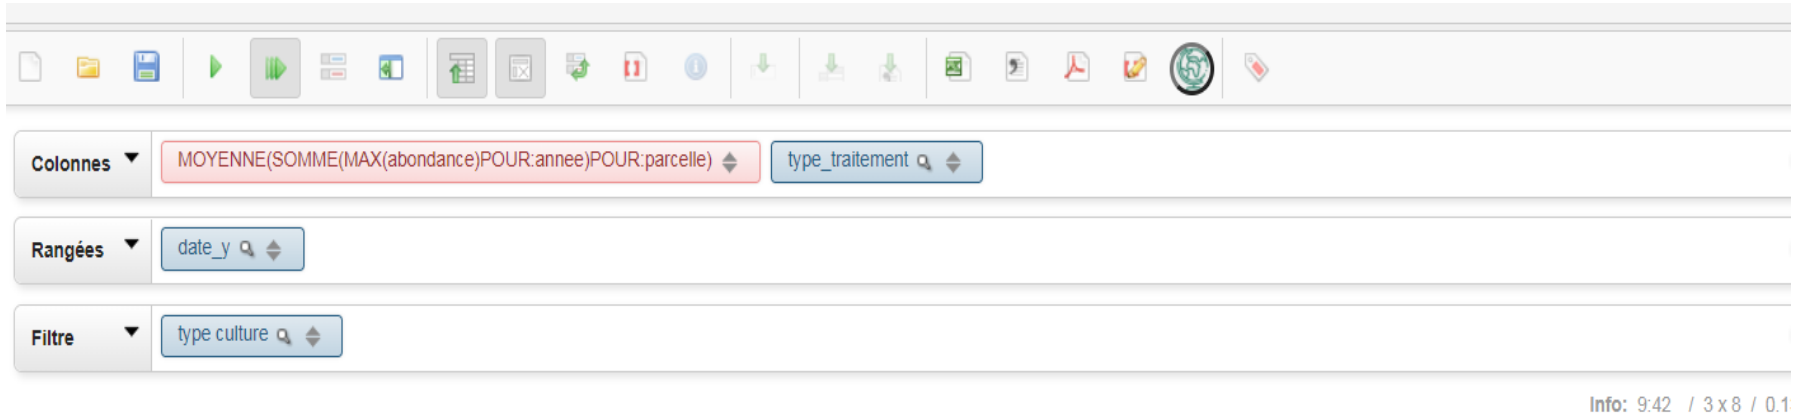 Colonnes MOYENNE(SOMME(MAX(abondance)POUR:annee)POUR:parcelle) type_traitement
Rangées date_y
Filtre type culture
Info: 9:42 / 3 x 8 / 0.1